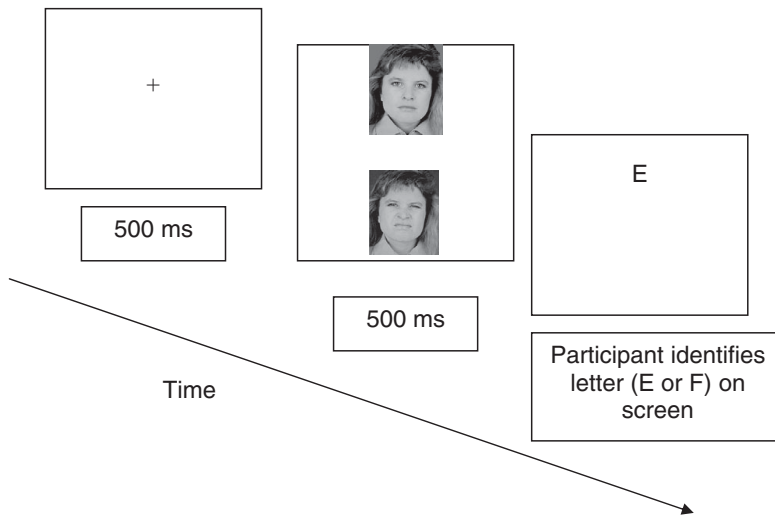 +
500 ms
500 ms
E
Participant identifies
letter (E or F) on
screen
Time